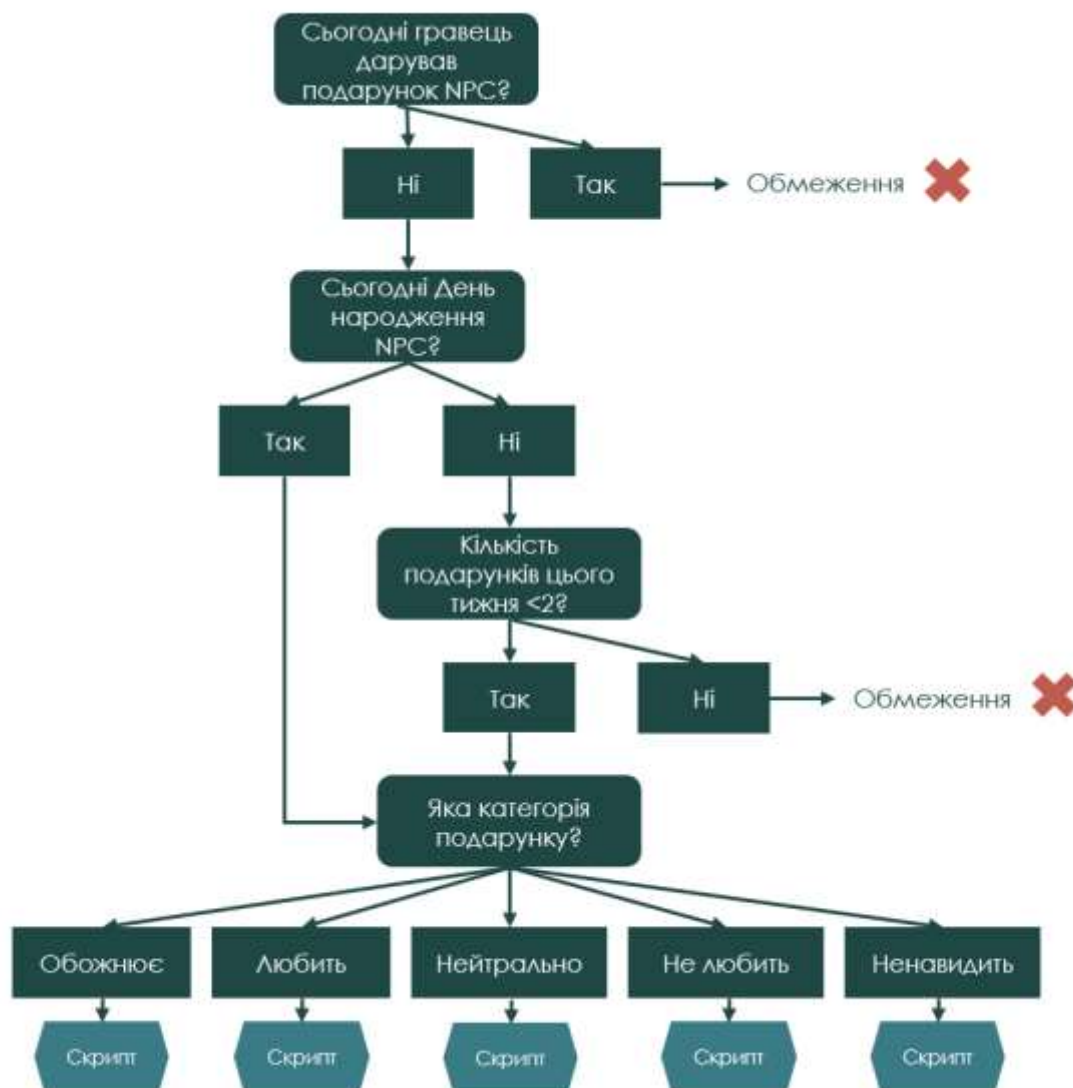 Сьогодні гравець
дарував
подарунок NPC?
Ні
Так
Обмеження
Сьогодні День
народження
NPC?
Так
Ні
Кількість
подарунків цього
тижня <2?
Так
Ні
Обмеження
Яка категорія
подарунку?
Обожнює
Любить
Нейтрально
Не любить
Ненавидить
Скрипт
Скрипт
Скрипт
Скрипт
Скрипт